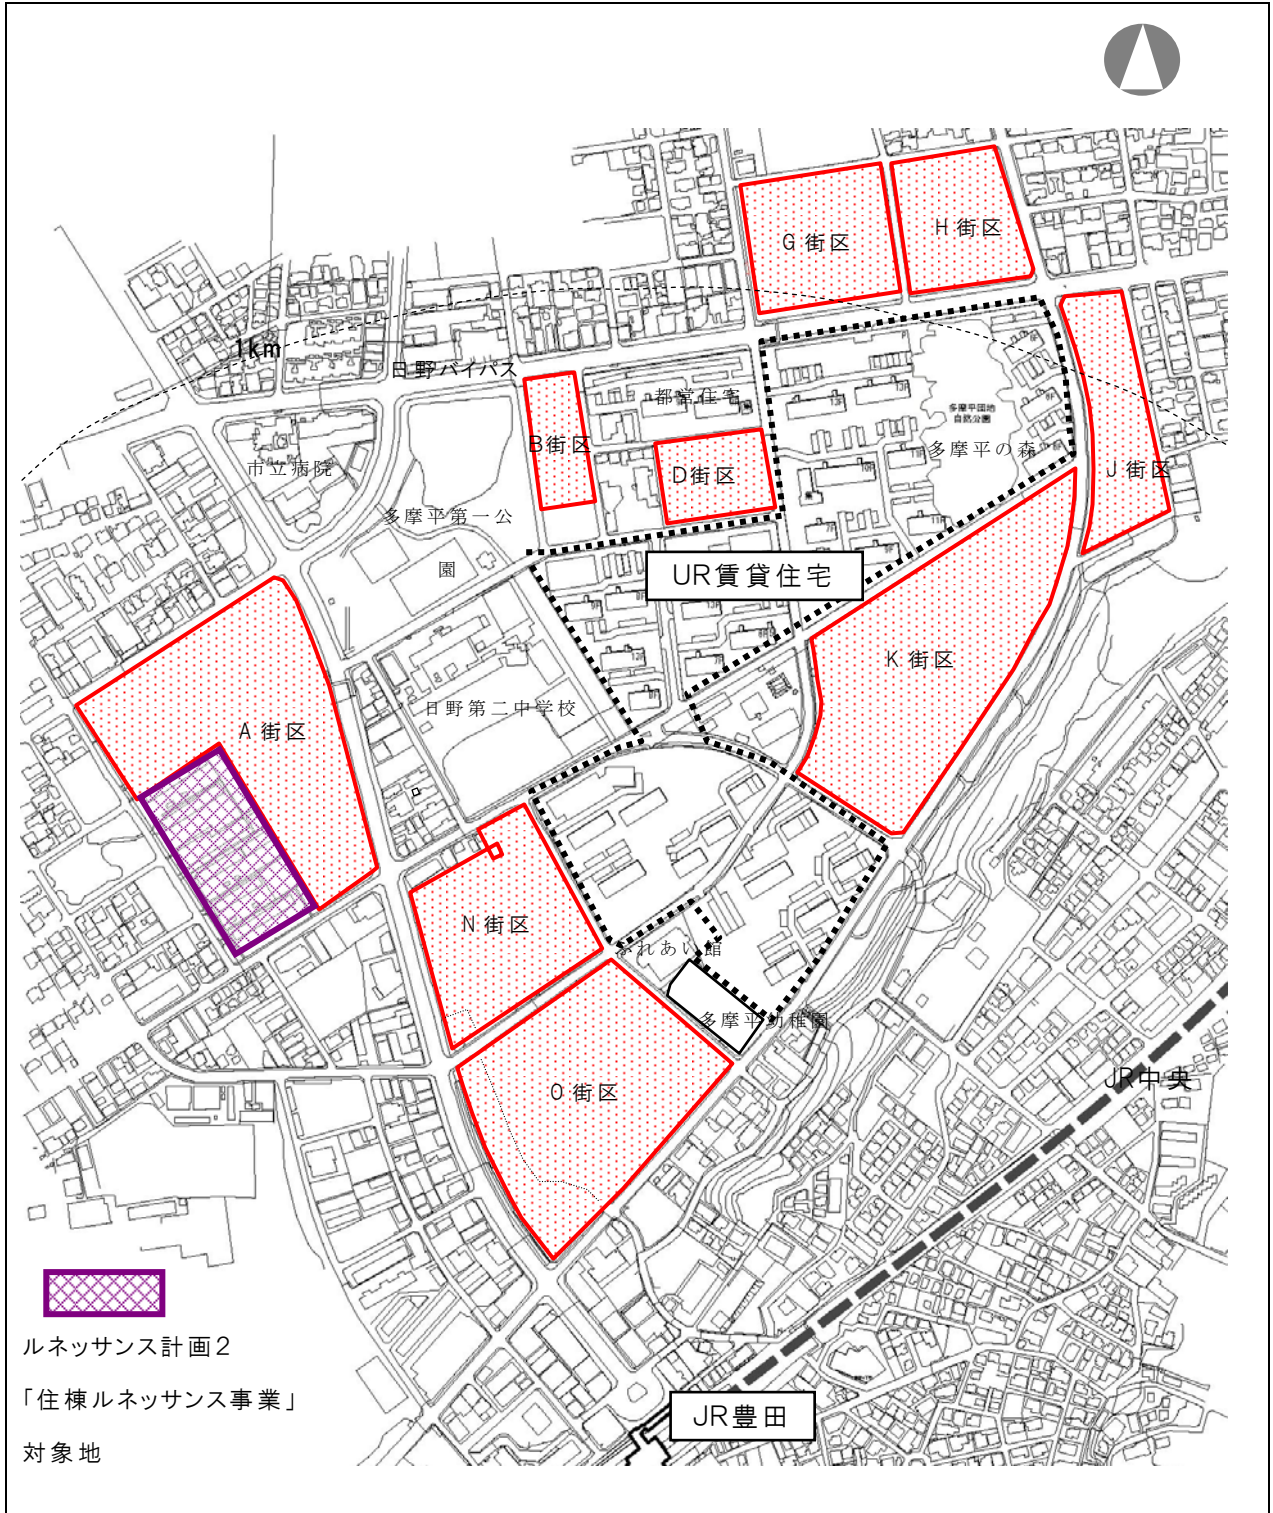 G街区
H街区
1km
日野バイパス
都営住宅
多摩平団地
自然公園
B街区
多摩平の森
市立病院
D街区
J街区
多摩平第一公
園
UR賃貸住宅
K街区
日野第二中学校
A街区
N街区
ふれあい館
多摩平幼稚園
JR中央
O街区
ルネッサンス計画2
「住棟ルネッサンス事業」
対象地
JR豊田